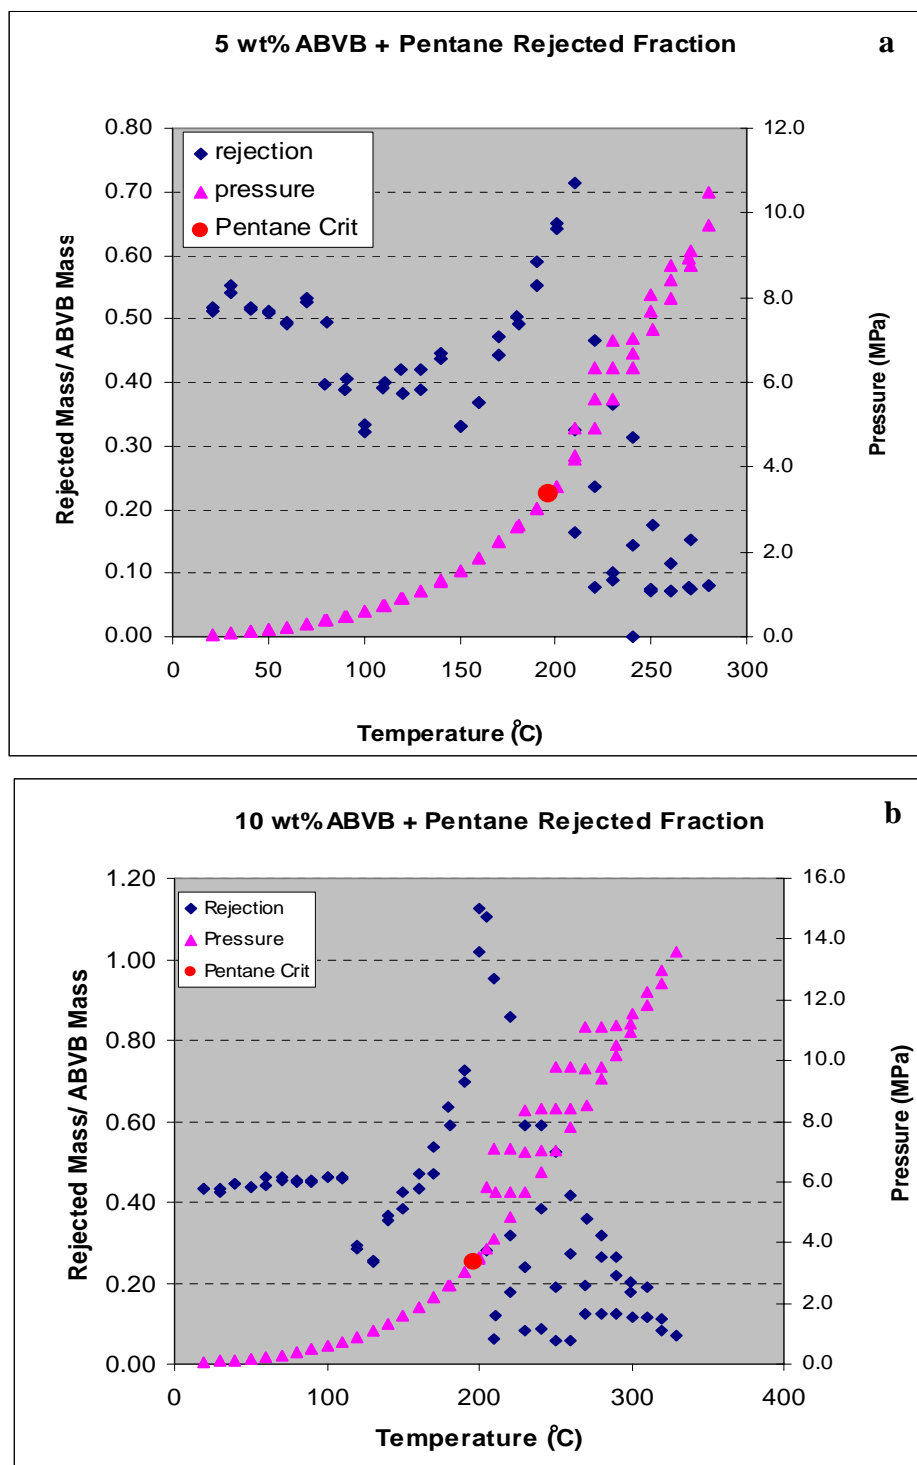 5 wt% ABVB + Pentane Rejected Fraction
a
rejection
pressure
Pentane Crit
0.80
0.70
0.60
0.50
0.40
0.30
0.20
0.10
0.00
Rejected Mass/ ABVB Mass
12.0
10.0
8.0
6.0
4.0
2.0
0.0
Pressure (MPa)
0 50 100 150 200 250 300
Temperature (°C)
10 wt% ABVB + Pentane Rejected Fraction
b
Rejection
Pressure
Pentane Crit
1.20
1.00
0.80
0.60
0.40
0.20
0.00
Rejected Mass/ ABVB Mass
16.0
14.0
12.0
10.0
8.0
6.0
4.0
2.0
0.0
Pressure (MPa)
0 100 200 300 400
Temperature (°C)